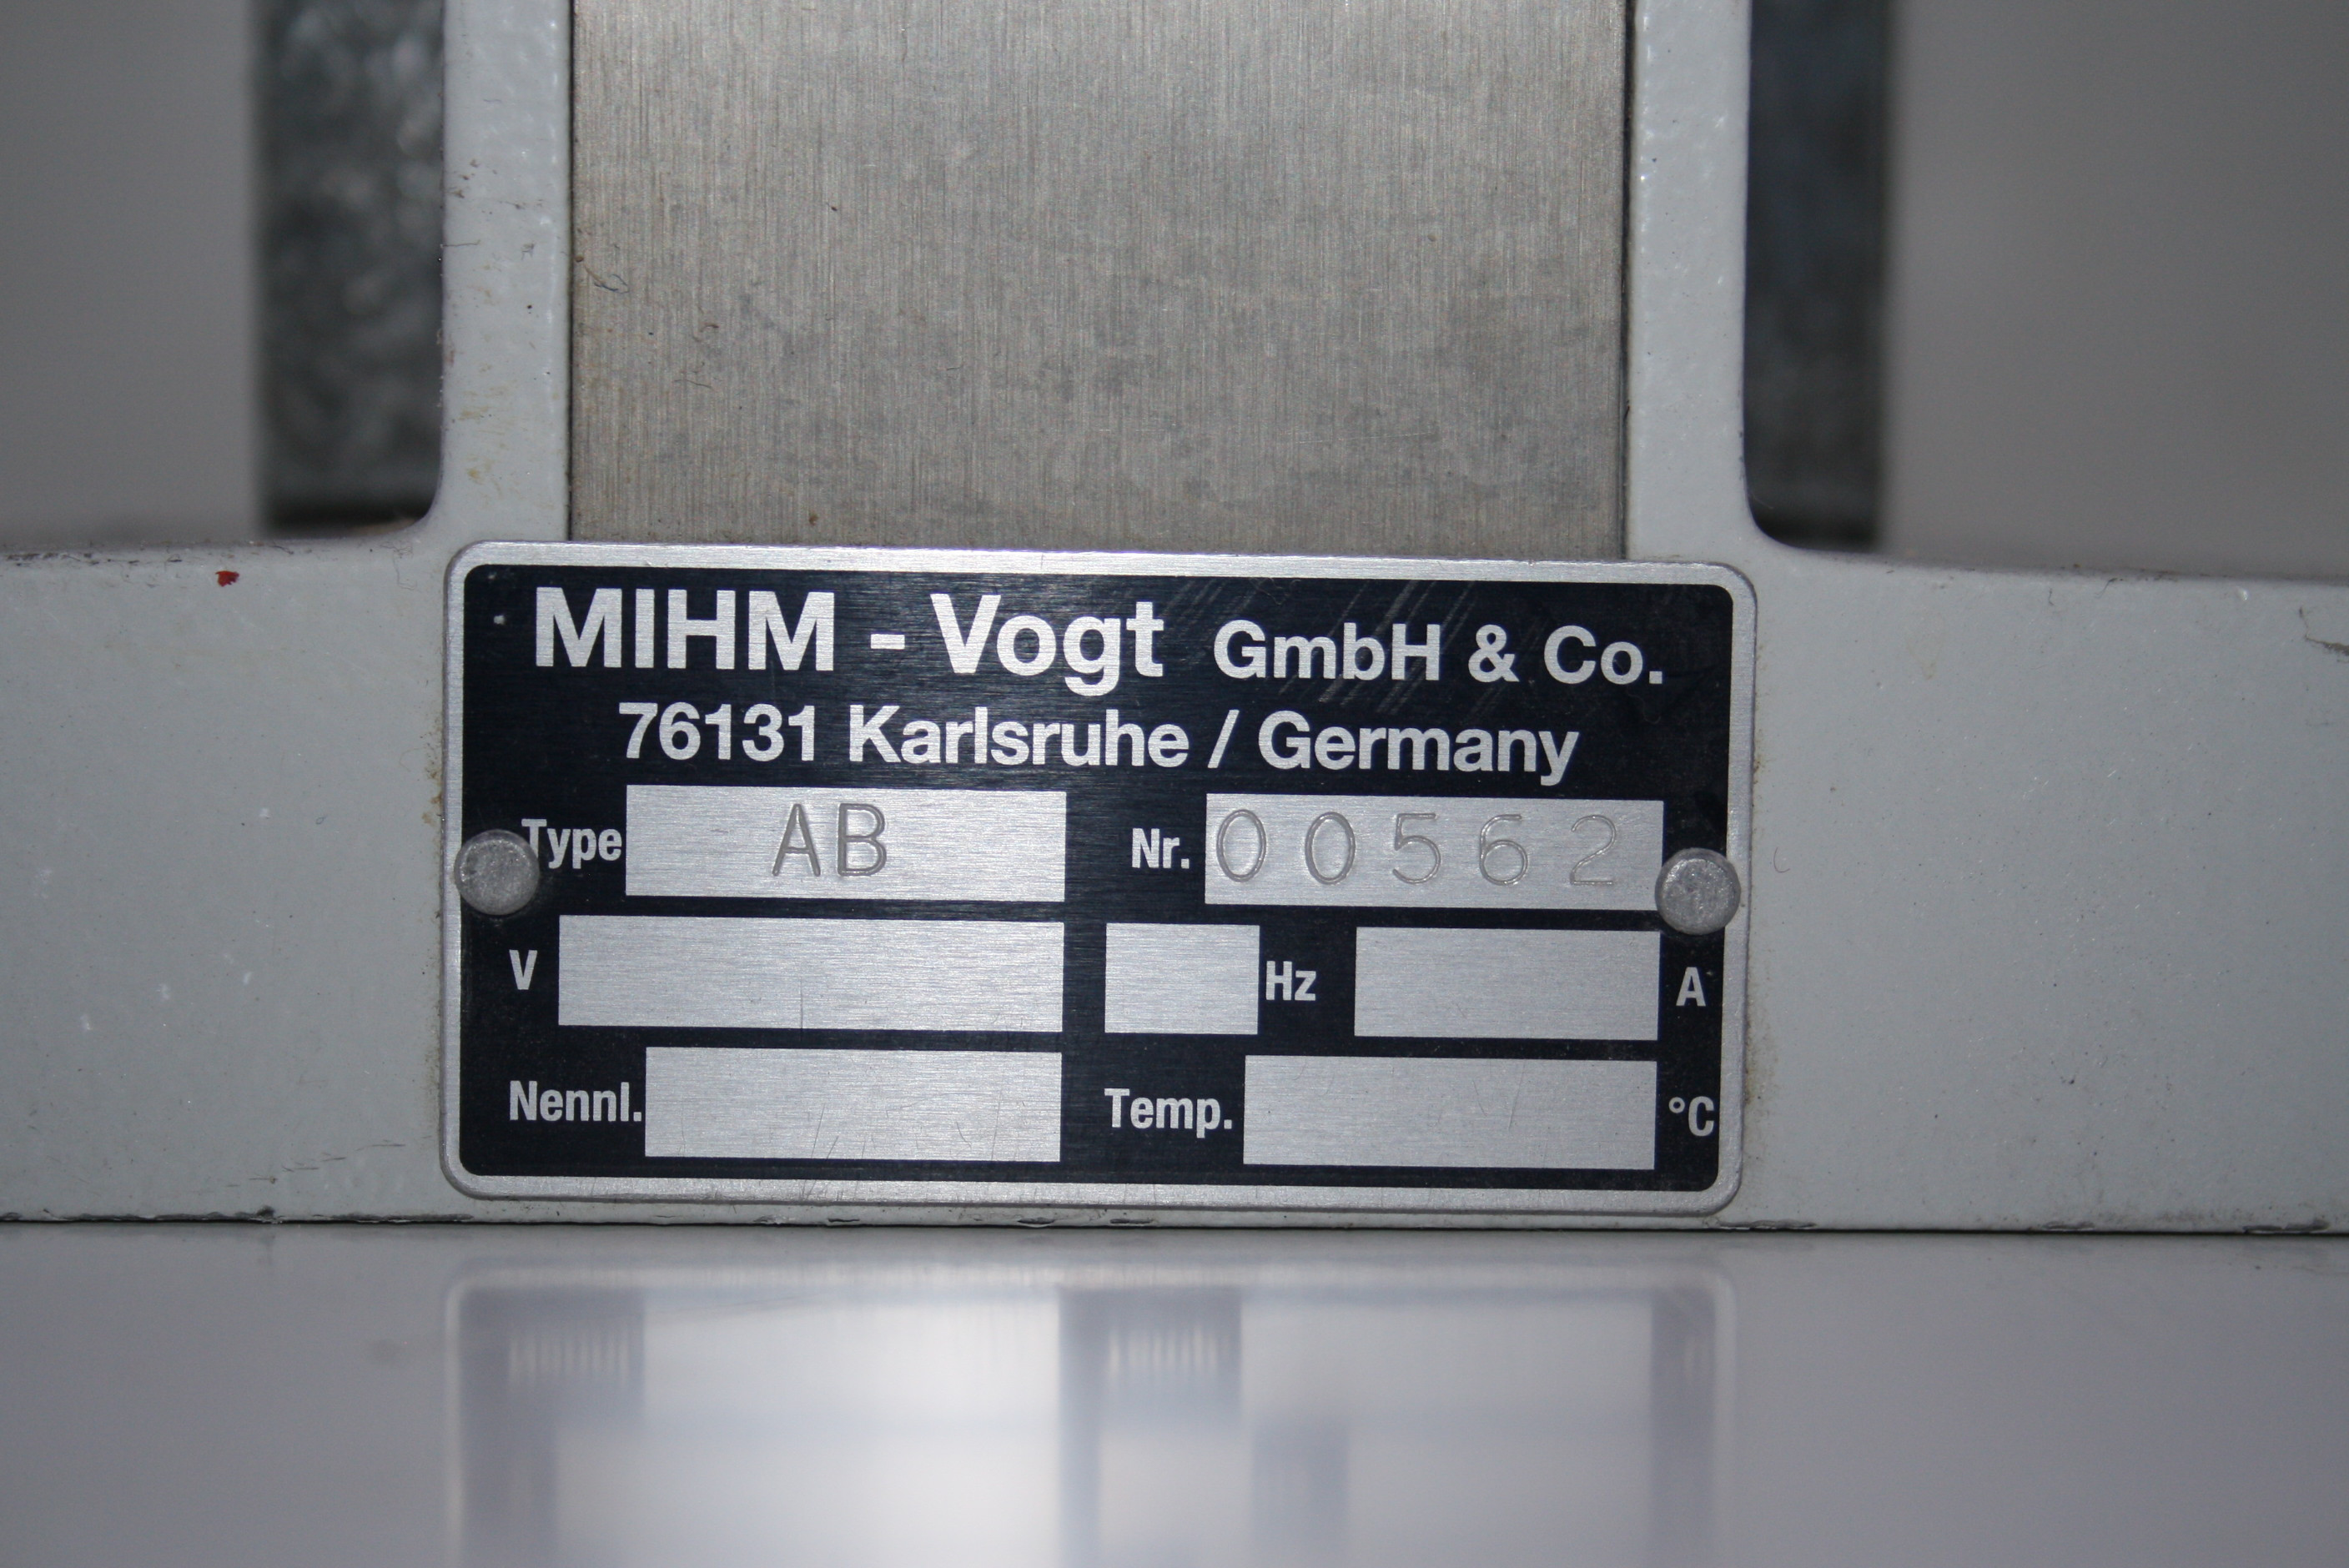 MIHM - Vogt GmbH & Co.
76131 Karlsruhe / Germany
Type AB Nr. 00562
V Hz A
Nennl. Temp. °C